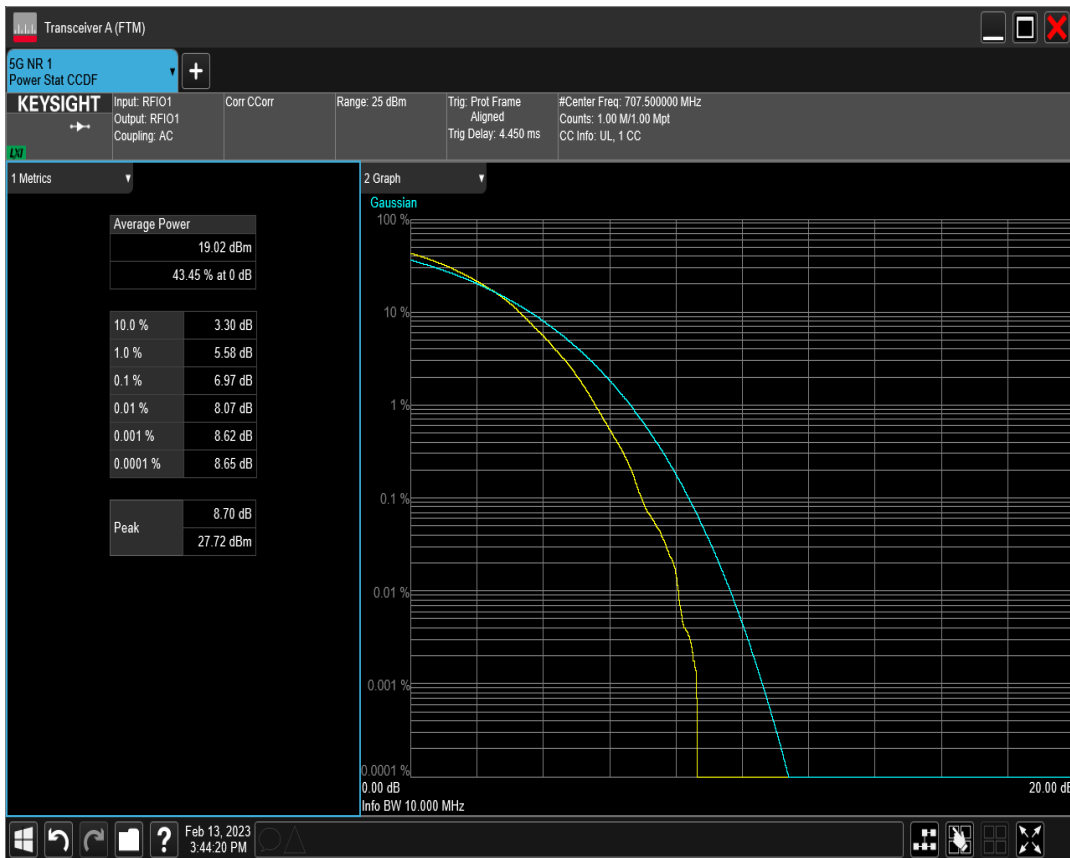 Transceiver A (FTM)
5G NR 1
Power Stat CCDF
+
KEYSIGHT
LXI
Input: RFIO1
Output: RFIO1
Coupling: AC
Corr CCorr
Range: 25 dBm
Trig: Prot Frame
Aligned
Trig Delay: 4.450 ms
#Center Freq: 707.500000 MHz
Counts: 1.00 M/1.00 Mpt
CC Info: UL, 1 CC
1 Metrics
Average Power
19.02 dBm
43.45 % at 0 dB
10.0 % 3.30 dB
1.0 % 5.58 dB
0.1 % 6.97 dB
0.01 % 8.07 dB
0.001 % 8.62 dB
0.0001 % 8.65 dB
Peak 8.70 dB
27.72 dBm
2 Graph
Gaussian
100 %
10 %
1 %
0.1 %
0.01 %
0.001 %
0.0001 %
0.00 dB 20.00 dB
Info BW 10.000 MHz
?
Feb 13, 2023
3:44:20 PM